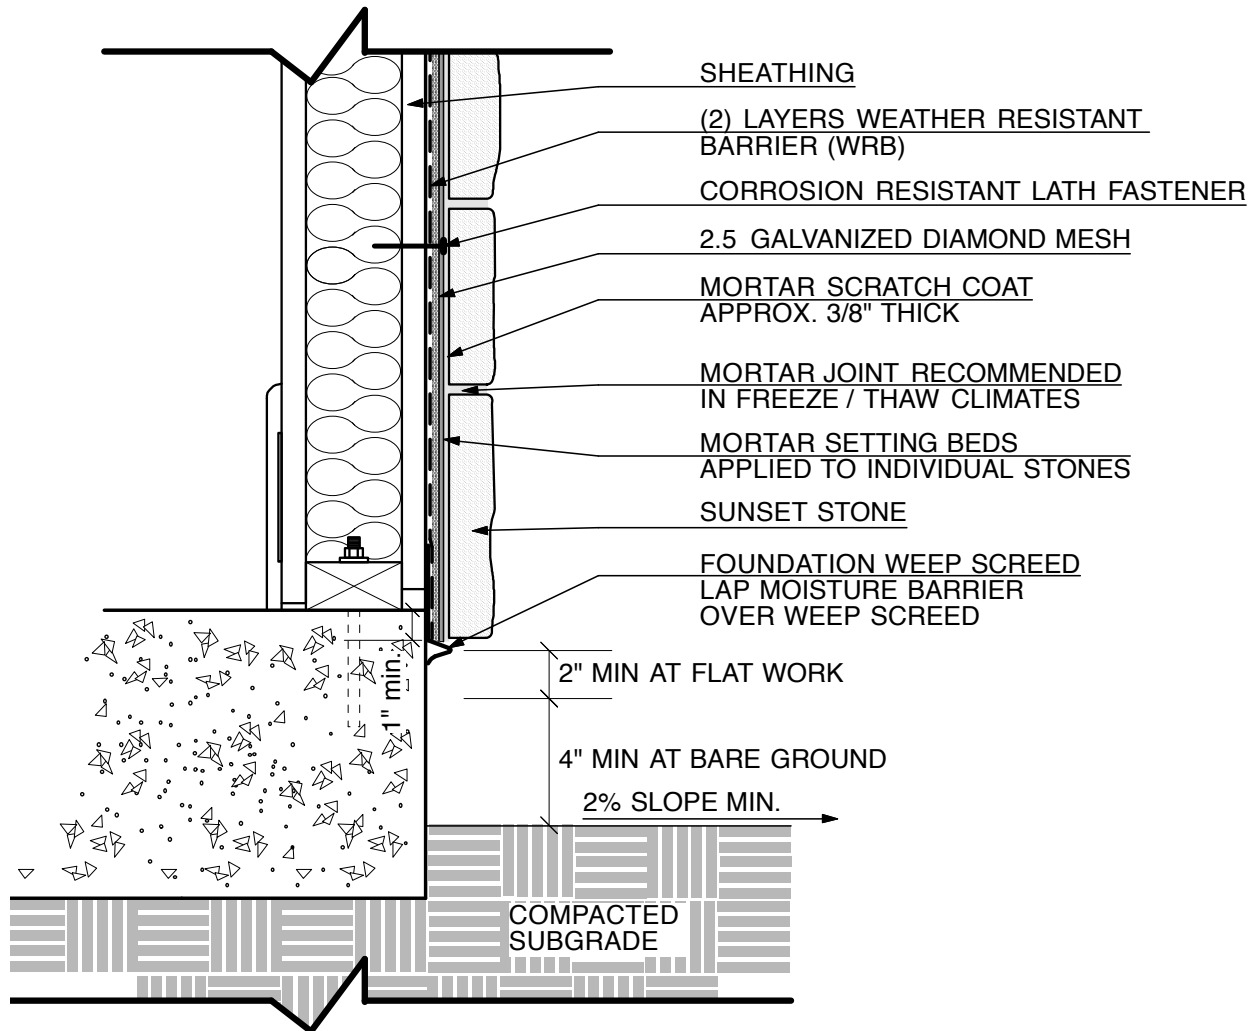 SHEATHING
(2) LAYERS WEATHER RESISTANT
BARRIER (WRB)
CORROSION RESISTANT LATH FASTENER
2.5 GALVANIZED DIAMOND MESH
MORTAR SCRATCH COAT
APPROX. 3/8" THICK
MORTAR JOINT RECOMMENDED
IN FREEZE / THAW CLIMATES
MORTAR SETTING BEDS
APPLIED TO INDIVIDUAL STONES
SUNSET STONE
FOUNDATION WEEP SCREED
LAP MOISTURE BARRIER
OVER WEEP SCREED
1" min.
2" MIN AT FLAT WORK
4" MIN AT BARE GROUND
2% SLOPE MIN.
COMPACTED
SUBGRADE